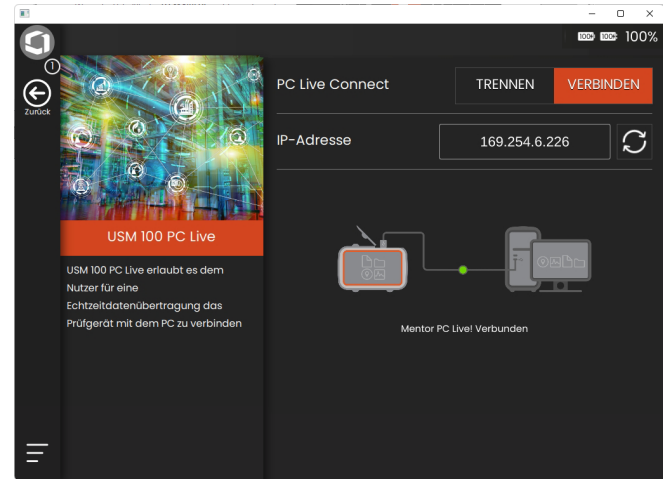 100% 100% 100%
1
Zurück
PC Live Connect
TRENNEN
VERBINDEN
IP-Adresse
169.254.6.226
USM 100 PC Live
USM 100 PC Live erlaubt es dem
Nutzer für eine
Echtzeitdatenübertragung das
Prüfgerät mit dem PC zu verbinden
Mentor PC Live! Verbunden